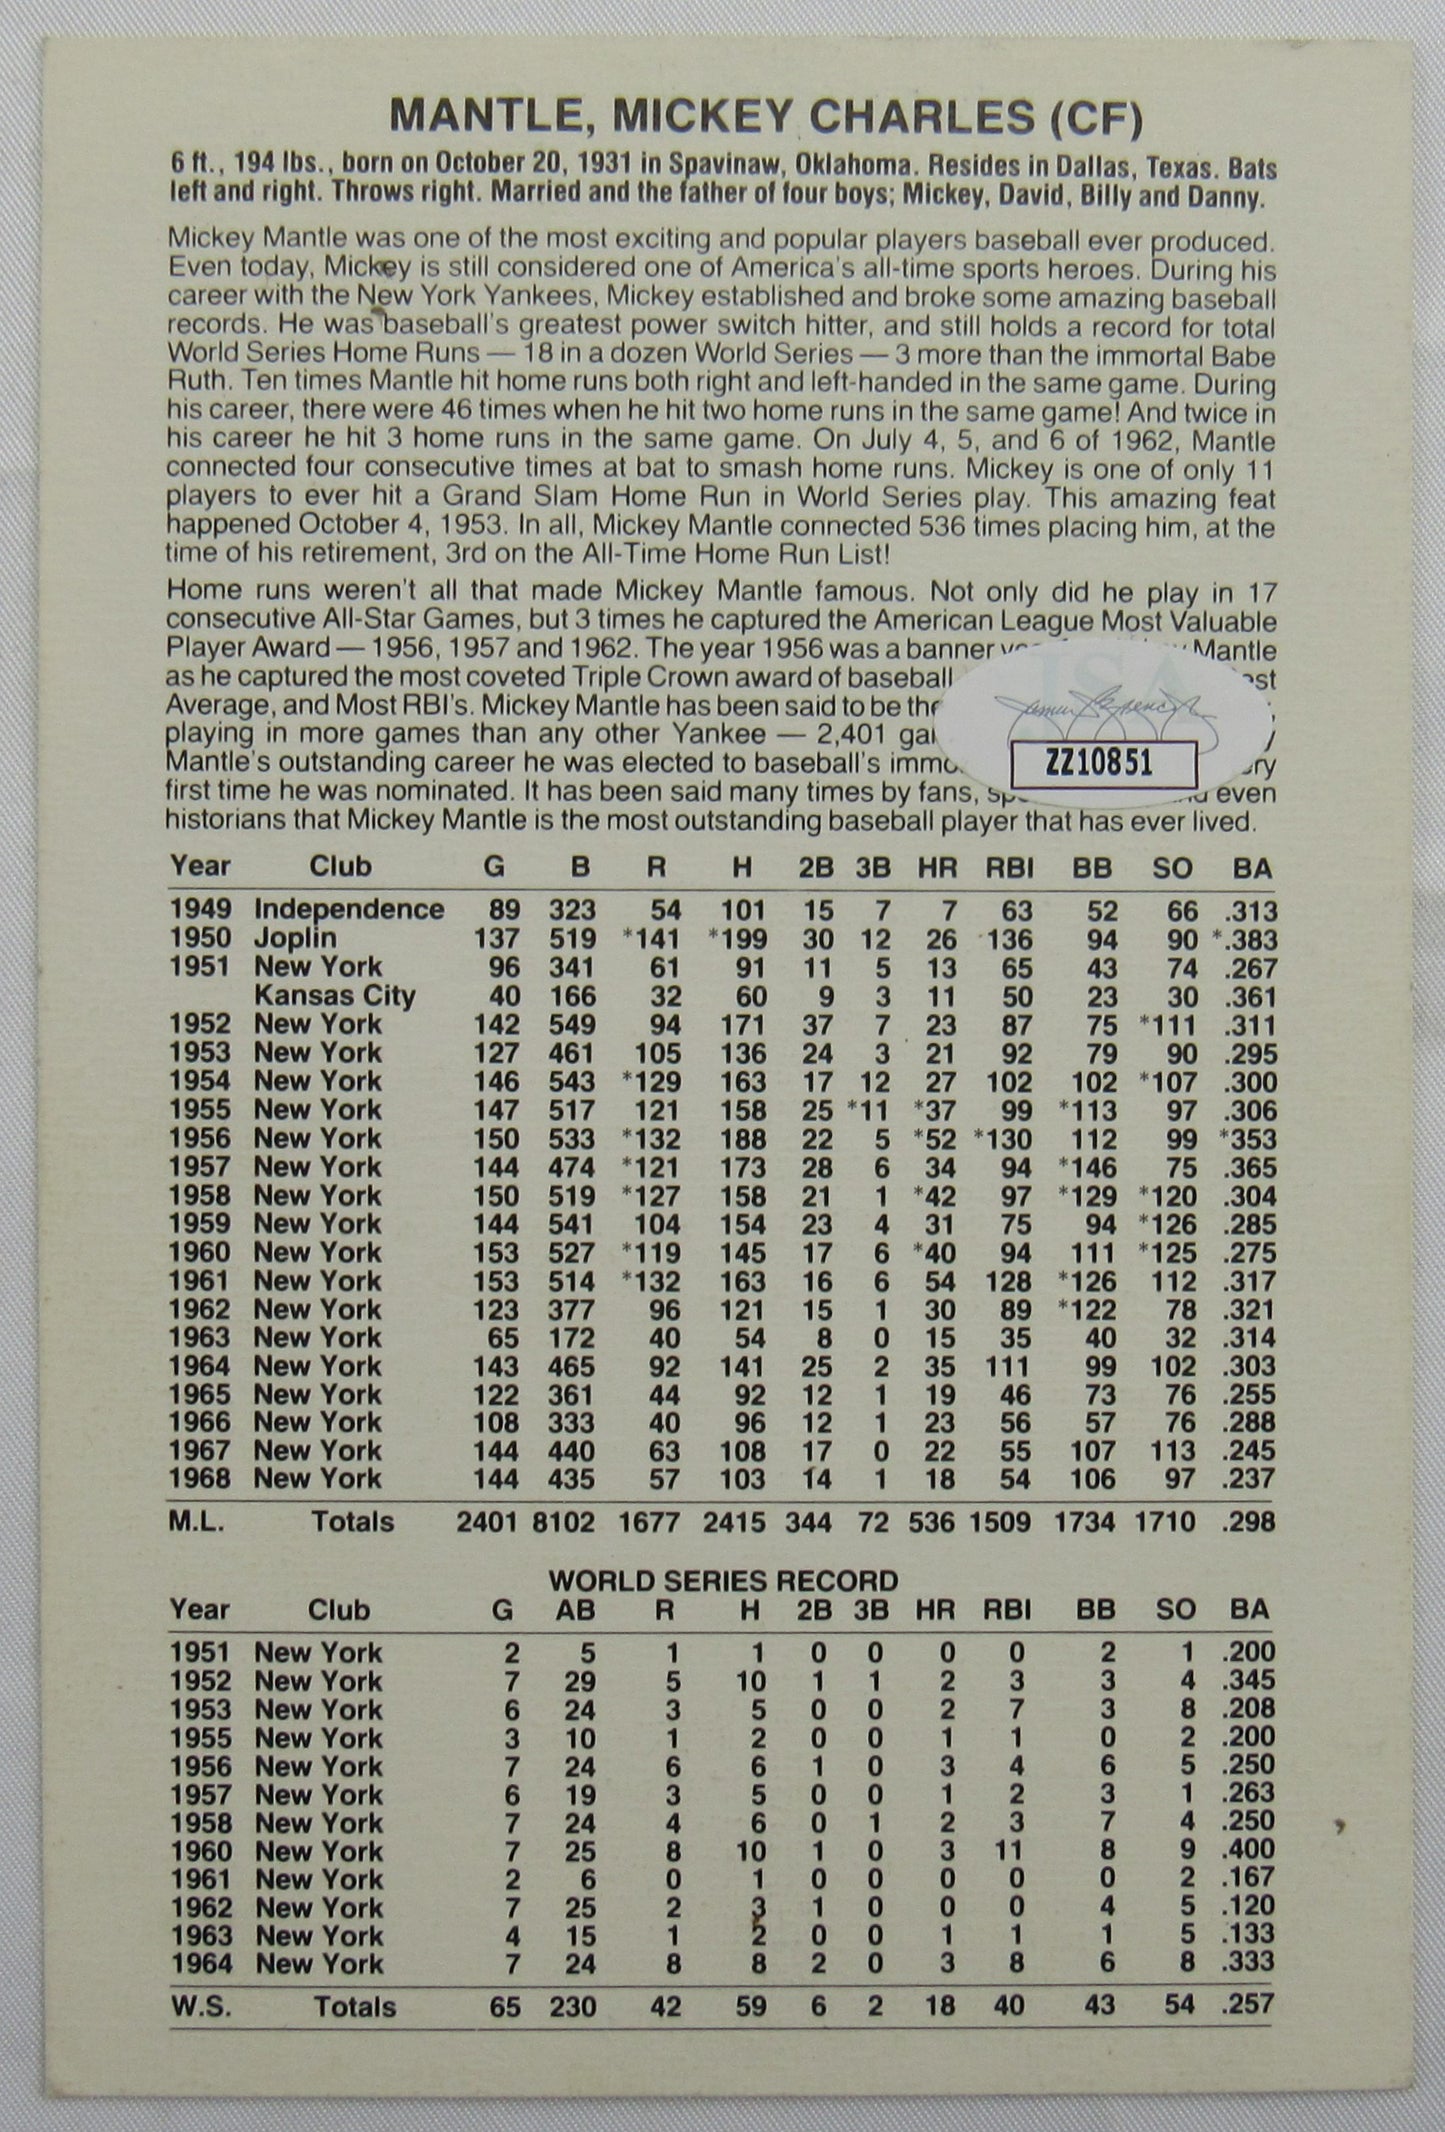 MANTLE, MICKEY CHARLES (CF)
6 ft., 194 lbs., born on October 20, 1931 in Spavinaw, Oklahoma. Resides in Dallas, Texas. Bats
left and right. Throws right. Married and the father of four boys; Mickey, David, Billy and Danny.
Mickey Mantle was one of the most exciting and popular players baseball ever produced.
Even today, Mickey is still considered one of America's all-time sports heroes. During his
career with the New York Yankees, Mickey established and broke some amazing baseball
records. He was baseball's greatest power switch hitter, and still holds a record for total
World Series Home Runs — 18 in a dozen World Series — 3 more than the immortal Babe
Ruth. Ten times Mantle hit home runs both right and left-handed in the same game. During
his career, there were 46 times when he hit two home runs in the same game! And twice in
his career he hit 3 home runs in the same game. On July 4, 5, and 6 of 1962, Mantle
connected four consecutive times at bat to smash home runs. Mickey is one of only 11
players to ever hit a Grand Slam Home Run in World Series play. This amazing feat
happened October 4, 1953. In all, Mickey Mantle connected 536 times placing him, at the
time of his retirement, 3rd on the All-Time Home Run List!
Home runs weren't all that made Mickey Mantle famous. Not only did he play in 17
consecutive All-Star Games, but 3 times he captured the American League Most Valuable
Player Award — 1956, 1957 and 1962. The year 1956 was a banner Mantle
as he captured the most coveted Triple Crown award of baseball
Average, and Most RBI's. Mickey Mantle has been said to be the
playing in more games than any other Yankee — 2,401
Mantle's outstanding career he was elected to baseball's
first time he was nominated. It has been said many times by fans, even
historians that Mickey Mantle is the most outstanding baseball player that has ever lived.
JSA
ZZ10851
Year Club G B R H 2B 3B HR RBI BB SO BA
1949 Independence 89 323 54 101 15 7 7 63 52 66 .313
1950 Joplin 137 519 *141 *199 30 12 26 136 94 90 *.383
1951 New York 96 341 61 91 11 5 13 65 43 74 .267
Kansas City 40 166 32 60 9 3 11 50 23 30 .361
1952 New York 142 549 94 171 37 7 23 87 75 *111 .311
1953 New York 127 461 105 136 24 3 21 92 79 90 .295
1954 New York 146 543 *129 163 17 12 27 102 102 *107 .300
1955 New York 147 517 121 158 25 *11 *37 99 *113 97 .306
1956 New York 150 533 *132 188 22 5 *52 *130 112 99 *353
1957 New York 144 474 *121 173 28 6 34 94 *146 75 .365
1958 New York 150 519 *127 158 21 1 *42 97 *129 *120 .304
1959 New York 144 541 104 154 23 4 31 75 94 *126 .285
1960 New York 153 527 *119 145 17 6 *40 94 111 *125 .275
1961 New York 153 514 *132 163 16 6 54 128 *126 112 .317
1962 New York 123 377 96 121 15 1 30 89 *122 78 .321
1963 New York 65 172 40 54 8 0 15 35 40 32 .314
1964 New York 143 465 92 141 25 2 35 111 99 102 .303
1965 New York 122 361 44 92 12 1 19 46 73 76 .255
1966 New York 108 333 40 96 12 1 23 56 57 76 .288
1967 New York 144 440 63 108 17 0 22 55 107 113 .245
1968 New York 144 435 57 103 14 1 18 54 106 97 .237
M.L. Totals 2401 8102 1677 2415 344 72 536 1509 1734 1710 .298
WORLD SERIES RECORD
Year Club G AB R H 2B 3B HR RBI BB SO BA
1951 New York 2 5 1 1 0 0 0 0 2 1 .200
1952 New York 7 29 5 10 1 1 2 3 3 4 .345
1953 New York 6 24 3 5 0 0 2 7 3 8 .208
1955 New York 3 10 1 2 0 0 1 1 0 2 .200
1956 New York 7 24 6 6 1 0 3 4 6 5 .250
1957 New York 6 19 3 5 0 0 1 2 3 1 .263
1958 New York 7 24 4 6 0 1 2 3 7 4 .250
1960 New York 7 25 8 10 1 0 3 11 8 9 .400
1961 New York 2 6 0 1 0 0 0 0 0 2 .167
1962 New York 7 25 2 3 1 0 0 0 4 5 .120
1963 New York 4 15 1 2 0 0 1 1 1 5 .133
1964 New York 7 24 8 8 2 0 3 8 6 8 .333
W.S. Totals 65 230 42 59 6 2 18 40 43 54 .257